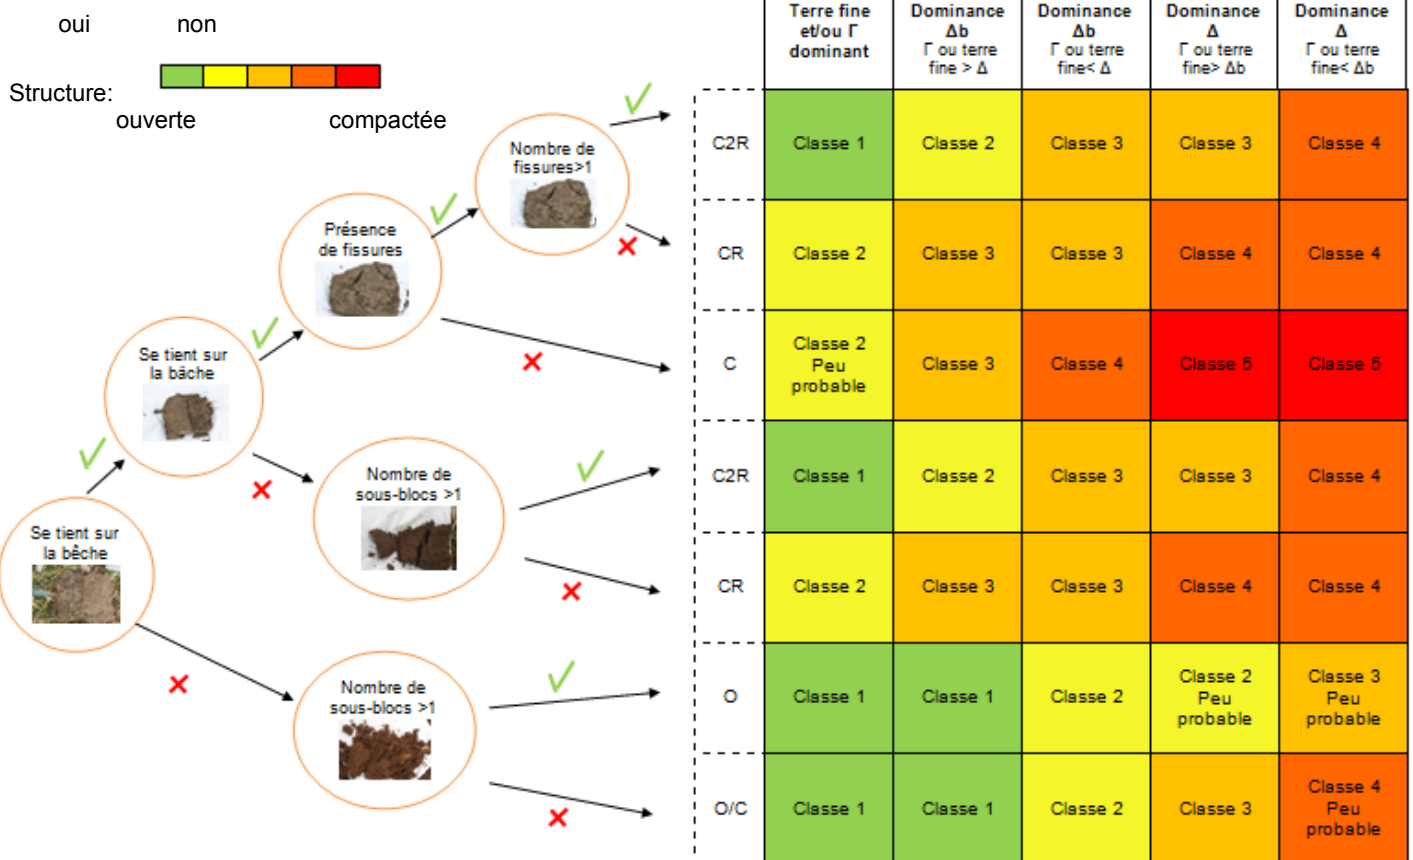 oui non
Structure:
ouverte compactée
Se tient sur
la bêche
Se tient sur
la bâche
Présence
de fissures
Nombre de
fissures>1
Nombre de
sous-blocs >1
Nombre de
sous-blocs >1
Terre fine
et/ou Γ
dominant
Dominance
Δb
Γ ou terre
fine > Δ
Dominance
Δb
Γ ou terre
fine< Δ
Dominance
Δ
Γ ou terre
fine> Δb
Dominance
Δ
Γ ou terre
fine< Δb
C2R Classe 1 Classe 2 Classe 3 Classe 3 Classe 4
CR Classe 2 Classe 3 Classe 3 Classe 4 Classe 4
C
Classe 2
Peu
probable
Classe 3 Classe 4 Classe 5 Classe 5
C2R Classe 1 Classe 2 Classe 3 Classe 3 Classe 4
CR Classe 2 Classe 3 Classe 3 Classe 4 Classe 4
O Classe 1 Classe 1 Classe 2
Classe 2
Peu
probable
Classe 3
Peu
probable
O/C Classe 1 Classe 1 Classe 2 Classe 3
Classe 4
Peu
probable